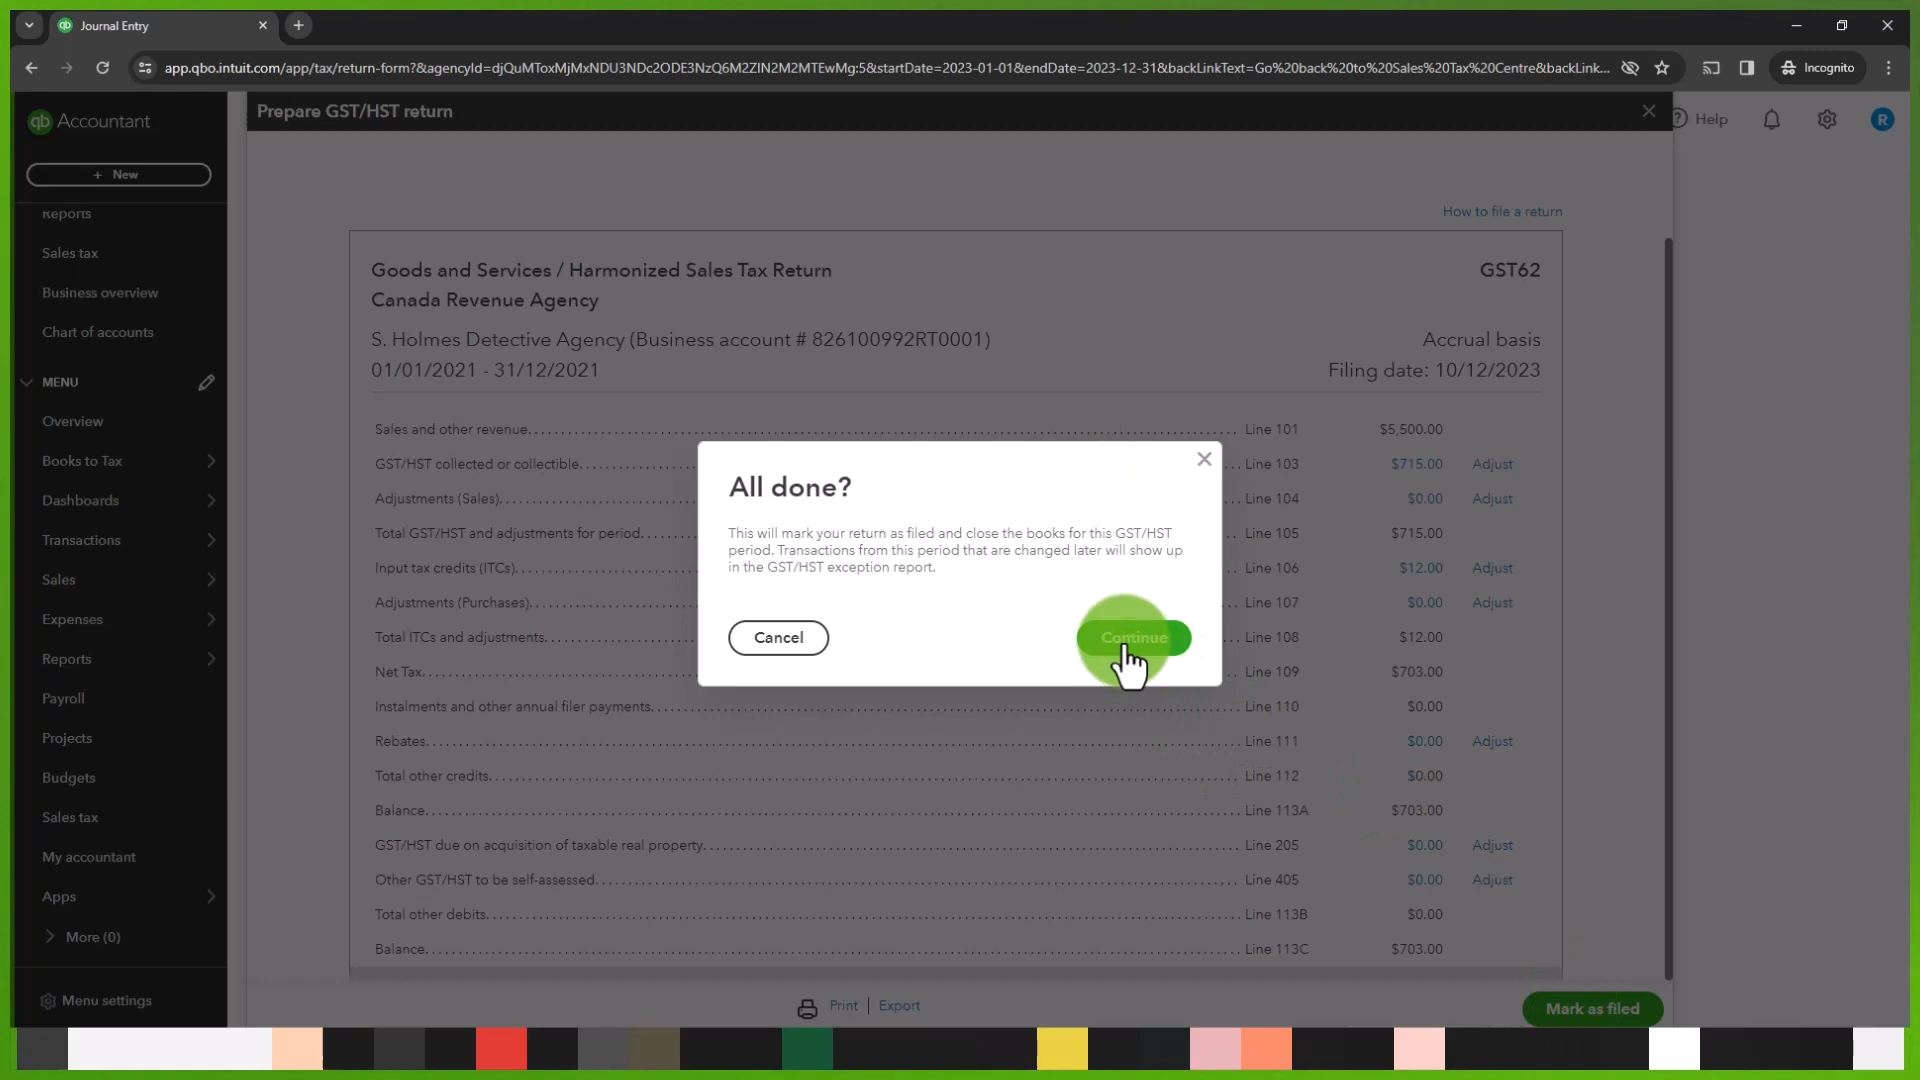 Journal Entry
app.qbo.intuit.com/app/tax/return-form?&agencyId=djQuMToxMjMxNDU3NDc2ODE3NzQ6M2ZlN2M2MTEwMg:5&startDate=2023-01-01&endDate=2023-12-31&backLinkText=Go%20back%20to%20Sales%20Tax%20Centre&backLink...
Incognito
qb Accountant
Prepare GST/HST return
Help
R
+ New
Reports
Sales tax
Business overview
Chart of accounts
MENU
Overview
Books to Tax
Dashboards
Transactions
Sales
Expenses
Reports
Payroll
Projects
Budgets
Sales tax
My accountant
Apps
More (0)
Menu settings
How to file a return
Goods and Services / Harmonized Sales Tax Return GST62
Canada Revenue Agency
S. Holmes Detective Agency (Business account # 826100992RT0001) Accrual basis
01/01/2021 - 31/12/2021 Filing date: 10/12/2023
Sales and other revenue Line 101 $5,500.00
GST/HST collected or collectible Line 103 $715.00 Adjust
Adjustments (Sales) Line 104 $0.00 Adjust
Total GST/HST and adjustments for period Line 105 $715.00
Input tax credits (ITCs) Line 106 $12.00 Adjust
Adjustments (Purchases) Line 107 $0.00 Adjust
Total ITCs and adjustments Line 108 $12.00
Net Tax Line 109 $703.00
Instalments and other annual filer payments Line 110 $0.00
Rebates Line 111 $0.00 Adjust
Total other credits Line 112 $0.00
Balance Line 113A $703.00
GST/HST due on acquisition of taxable real property Line 205 $0.00 Adjust
Other GST/HST to be self-assessed Line 405 $0.00 Adjust
Total other debits Line 113B $0.00
Balance Line 113C $703.00
All done?
This will mark your return as filed and close the books for this GST/HST
period. Transactions from this period that are changed later will show up
in the GST/HST exception report.
Cancel
Continue
Print | Export
Mark as filed